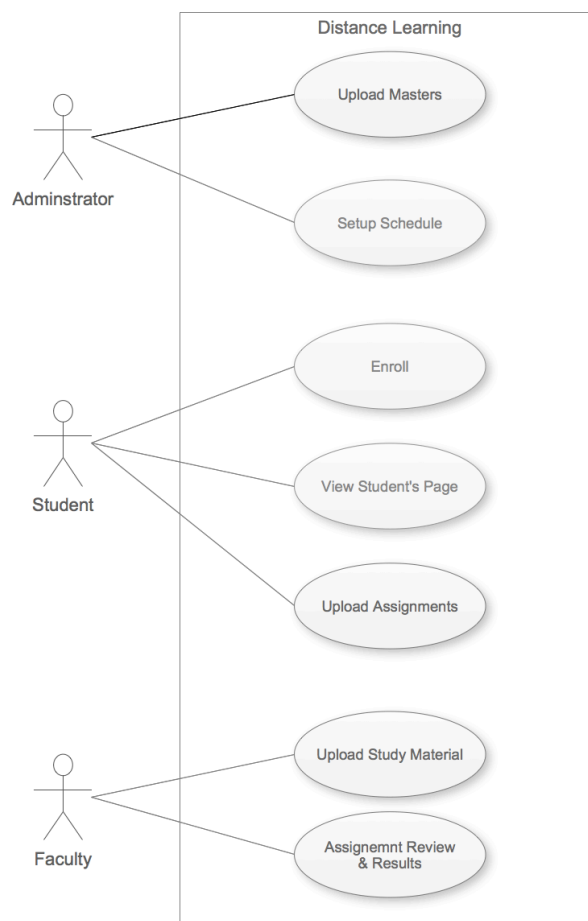 Distance Learning
Upload Masters
Adminstrator
Setup Schedule
Enroll
View Student's Page
Student
Upload Assignments
Upload Study Material
Faculty
Assignemnt Review
& Results